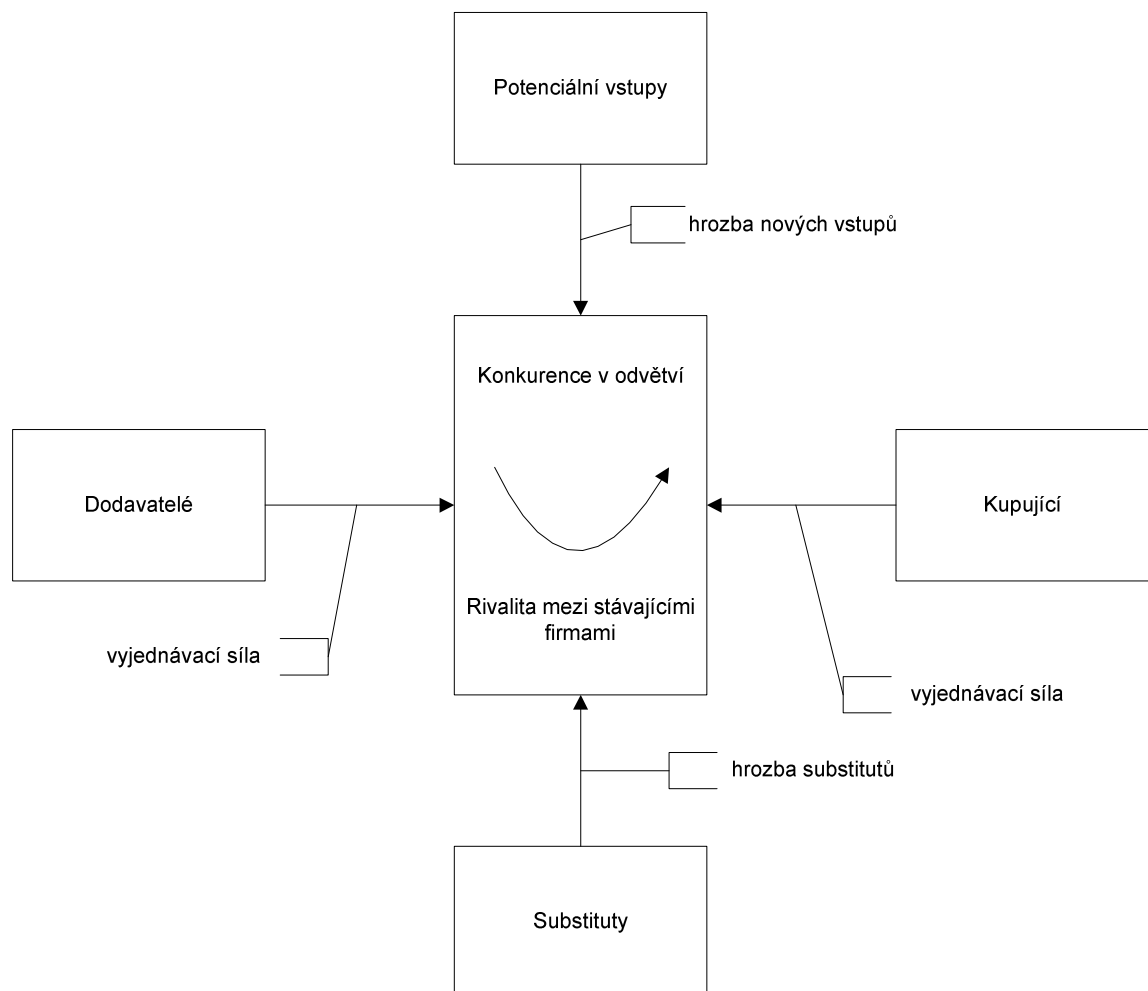 Potenciální vstupy
hrozba nových vstupů
Konkurence v odvětví
Dodavatelé
Kupující
Rivalita mezi stávajícími
firmami
vyjednávací síla
vyjednávací síla
hrozba substitutů
Substituty